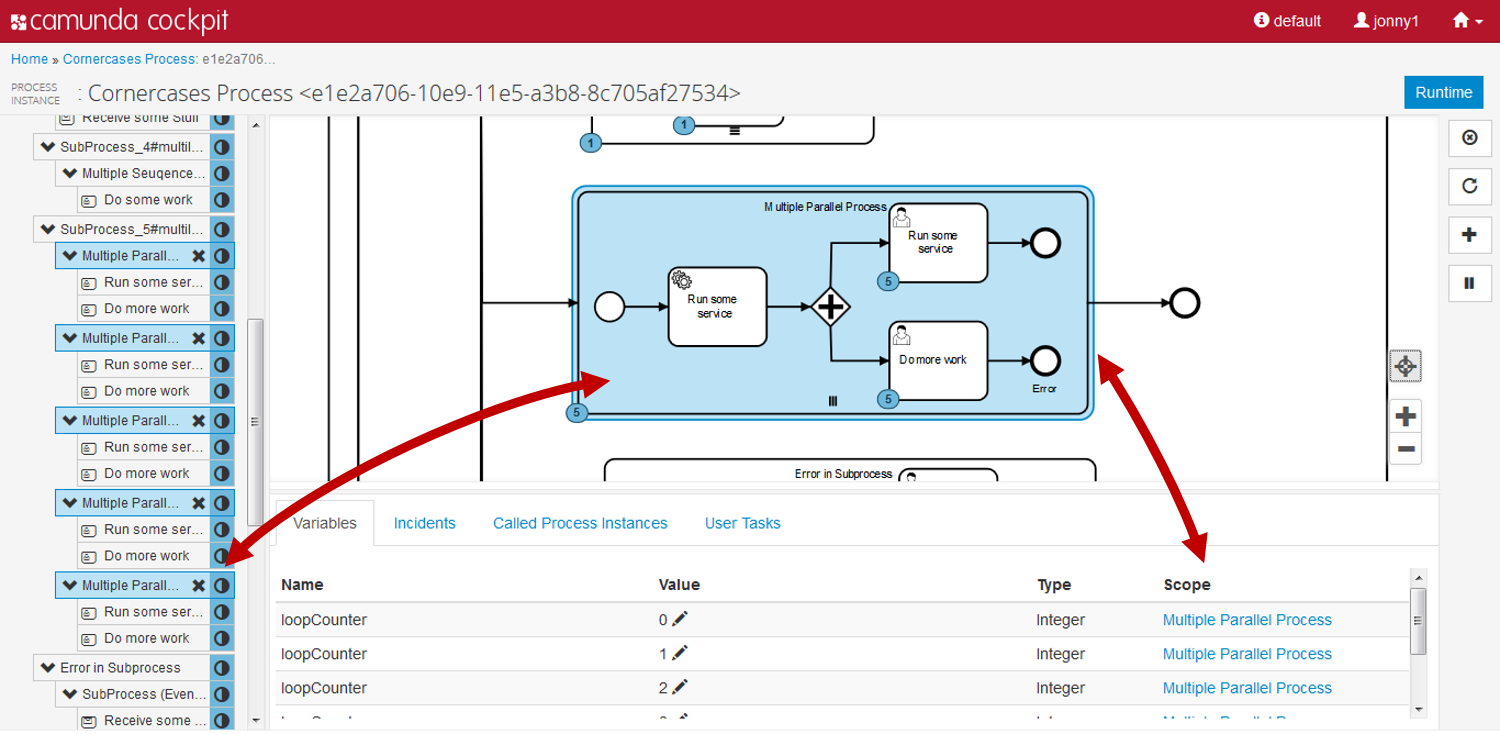 camunda cockpit
default
jonny1
Home » Cornercases Process: e1e2a706...
PROCESS INSTANCE : Cornercases Process <e1e2a706-10e9-11e5-a3b8-8c705af27534>
Runtime
Receive some Stuff
SubProcess_4#multil...
Multiple Seuqence...
Do some work
SubProcess_5#multil...
Multiple Parall...
Run some ser...
Do more work
Multiple Parall...
Run some ser...
Do more work
Multiple Parall...
Run some ser...
Do more work
Multiple Parall...
Run some ser...
Do more work
Multiple Parall...
Run some ser...
Do more work
Error in Subprocess
SubProcess (Even...
Receive some ...
1
1
Multiple Parallel Process
Run some
service
Run some
service
5
Do more work
5
Error
5
Error in Subprocess
Variables
Incidents
Called Process Instances
User Tasks
Name Value Type Scope
loopCounter 0 Integer Multiple Parallel Process
loopCounter 1 Integer Multiple Parallel Process
loopCounter 2 Integer Multiple Parallel Process